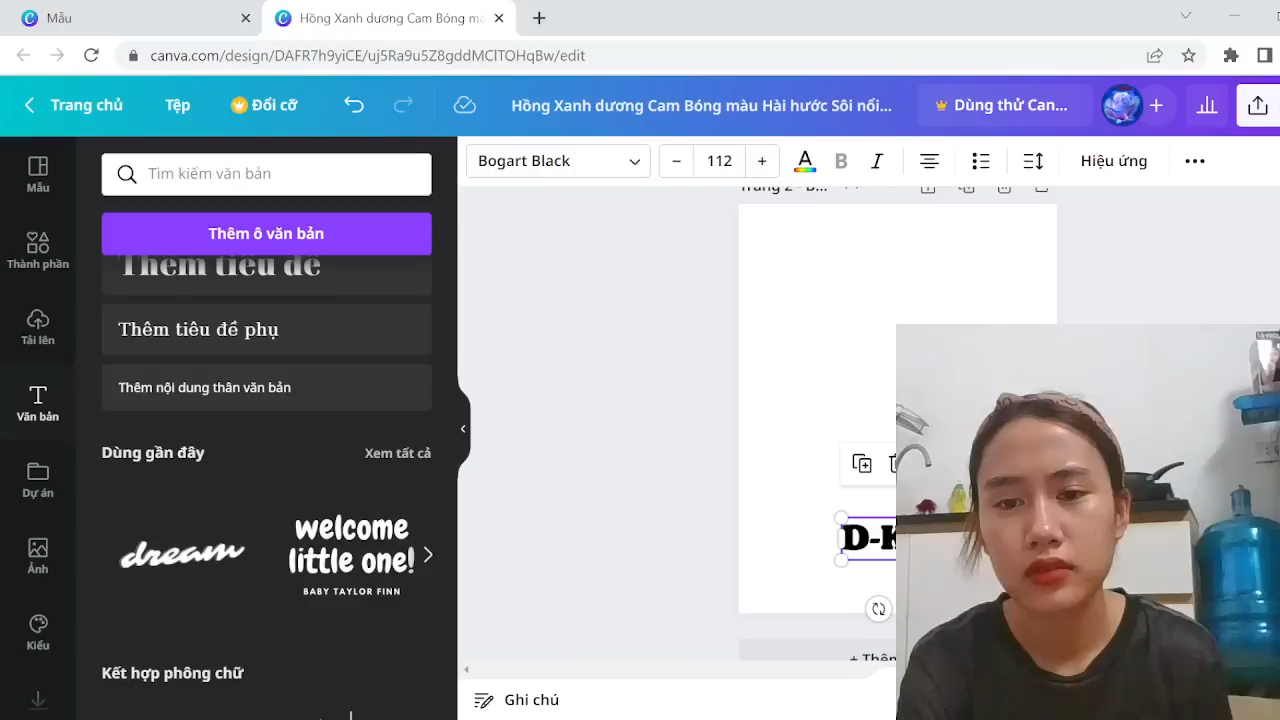 Mẫu
Hồng Xanh dương Cam Bóng mà
canva.com/design/DAFR7h9yiCE/uj5Ra9u5Z8gddMClTOHqBw/edit
Trang chủ
Tệp
Đổi cỡ
Hồng Xanh dương Cam Bóng màu Hài hước Sôi nổi...
Dùng thử Can...
Mẫu
Thành phần
Tải lên
Văn bản
Dự án
Ảnh
Kiểu
Tìm kiếm văn bản
Thêm ô văn bản
Thêm tiêu đề
Thêm tiêu đề phụ
Thêm nội dung thân văn bản
Dùng gần đây
Xem tất cả
dream
welcome
little one!
BABY TAYLOR FINN
Kết hợp phông chữ
Bogart Black
− 112 +
A B I
Hiệu ứng
Trang 2 -
D-K
+ Thên
Ghi chú